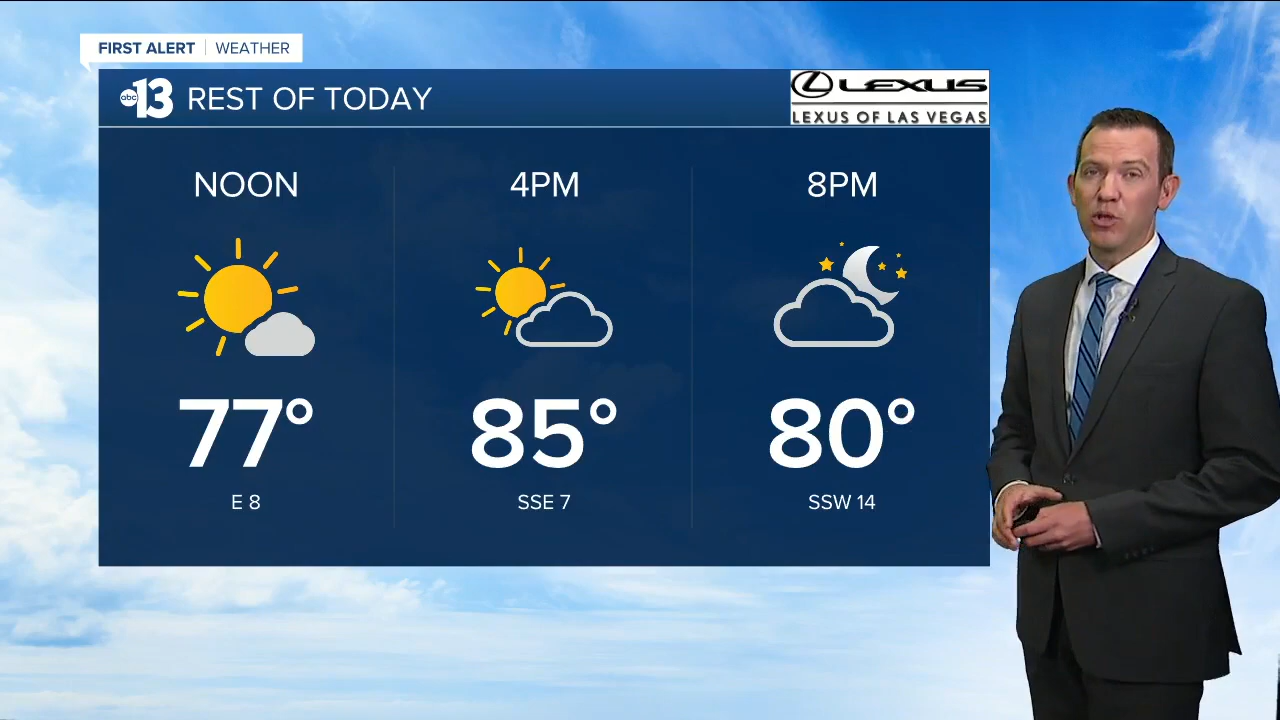 FIRST ALERT | WEATHER
abc 13 REST OF TODAY
LEXUS
LEXUS OF LAS VEGAS
NOON
4PM
8PM
77°
85°
80°
E 8
SSE 7
SSW 14